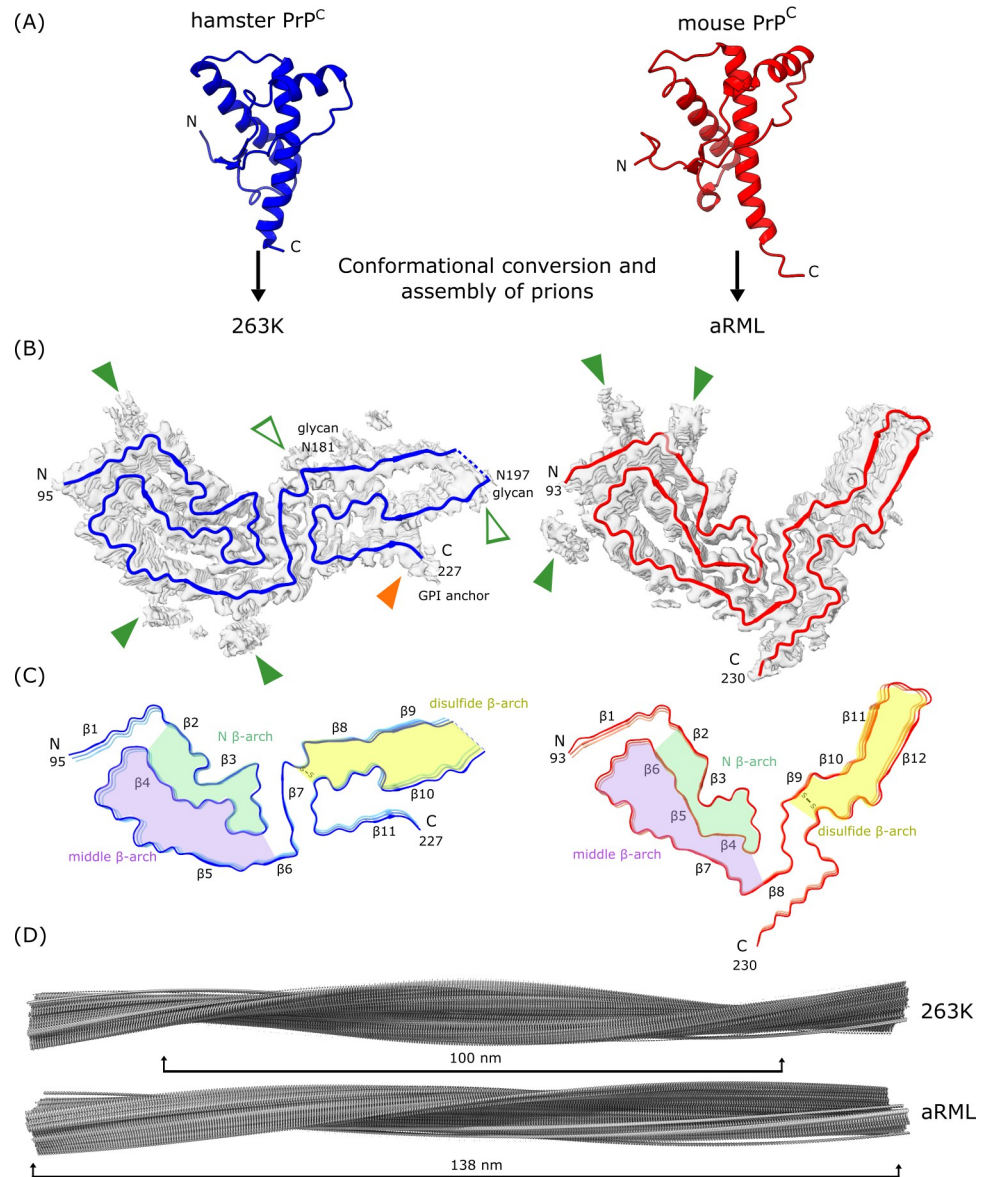 (A)
hamster PrPC
mouse PrPC
N
C
N
C
Conformational conversion and
assembly of prions
263K
aRML
(B)
glycan
N181
N
95
N197
glycan
C
227
GPI anchor
N
93
C
230
(C)
β1
β2
β3
N β-arch
N
95
β4
middle β-arch
β5
β6
β7
S-S
β8
β9
disulfide β-arch
β10
β11
C
227
β1
β2
β3
N β-arch
N
93
β6
β5
β4
middle β-arch
β7
β8
β9
β10
β11
β12
S-S
disulfide β-arch
C
230
(D)
263K
100 nm
aRML
138 nm